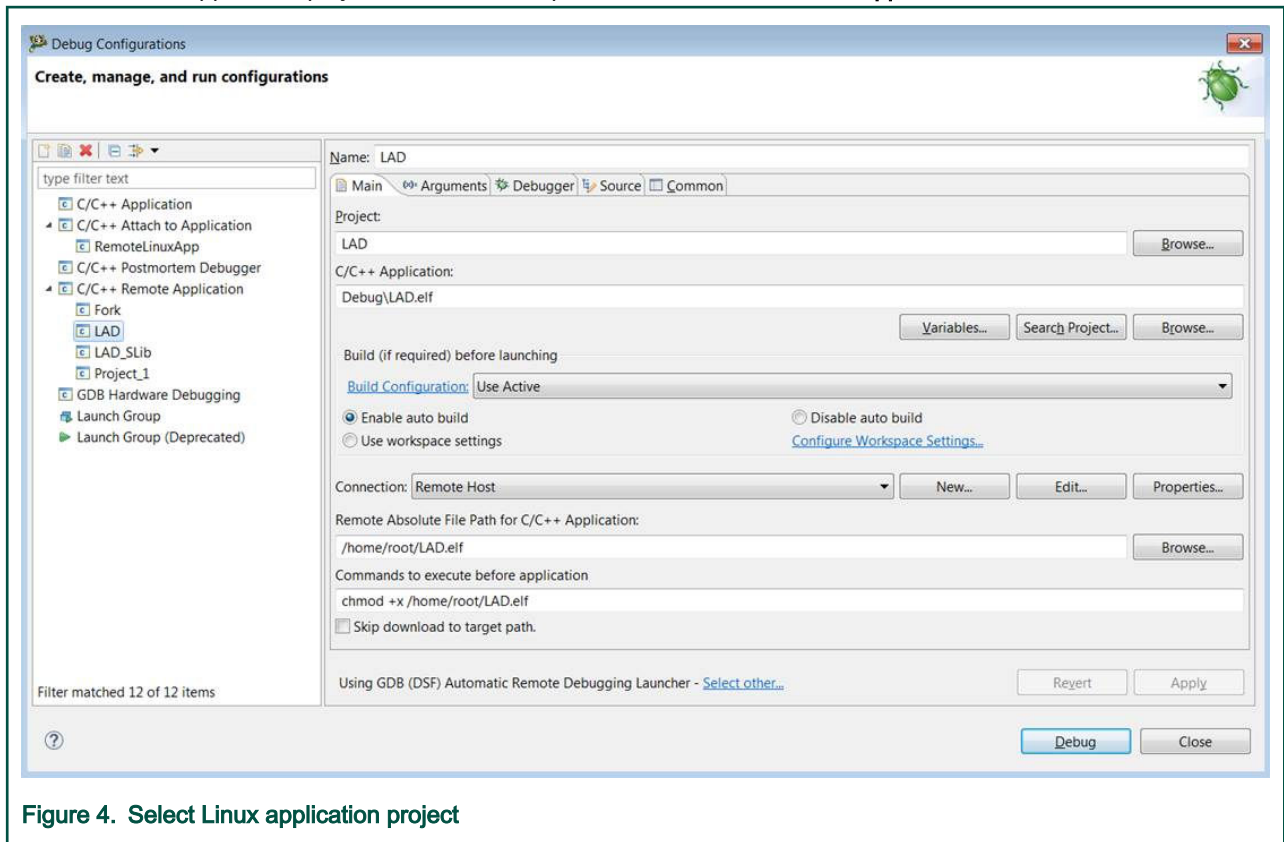 Debug Configurations
Create, manage, and run configurations
type filter text
C/C++ Application
C/C++ Attach to Application
RemoteLinuxApp
C/C++ Postmortem Debugger
C/C++ Remote Application
Fork
LAD
LAD_SLib
Project_1
GDB Hardware Debugging
Launch Group
Launch Group (Deprecated)
Filter matched 12 of 12 items
Name: LAD
Main Arguments Debugger Source Common
Project:
LAD Browse...
C/C++ Application:
Debug\LAD.elf
Variables... Search Project... Browse...
Build (if required) before launching
Build Configuration: Use Active
Enable auto build Disable auto build
Use workspace settings Configure Workspace Settings...
Connection: Remote Host New... Edit... Properties...
Remote Absolute File Path for C/C++ Application:
/home/root/LAD.elf Browse...
Commands to execute before application
chmod +x /home/root/LAD.elf
Skip download to target path.
Using GDB (DSF) Automatic Remote Debugging Launcher - Select other... Revert Apply
Debug Close
Figure 4. Select Linux application project